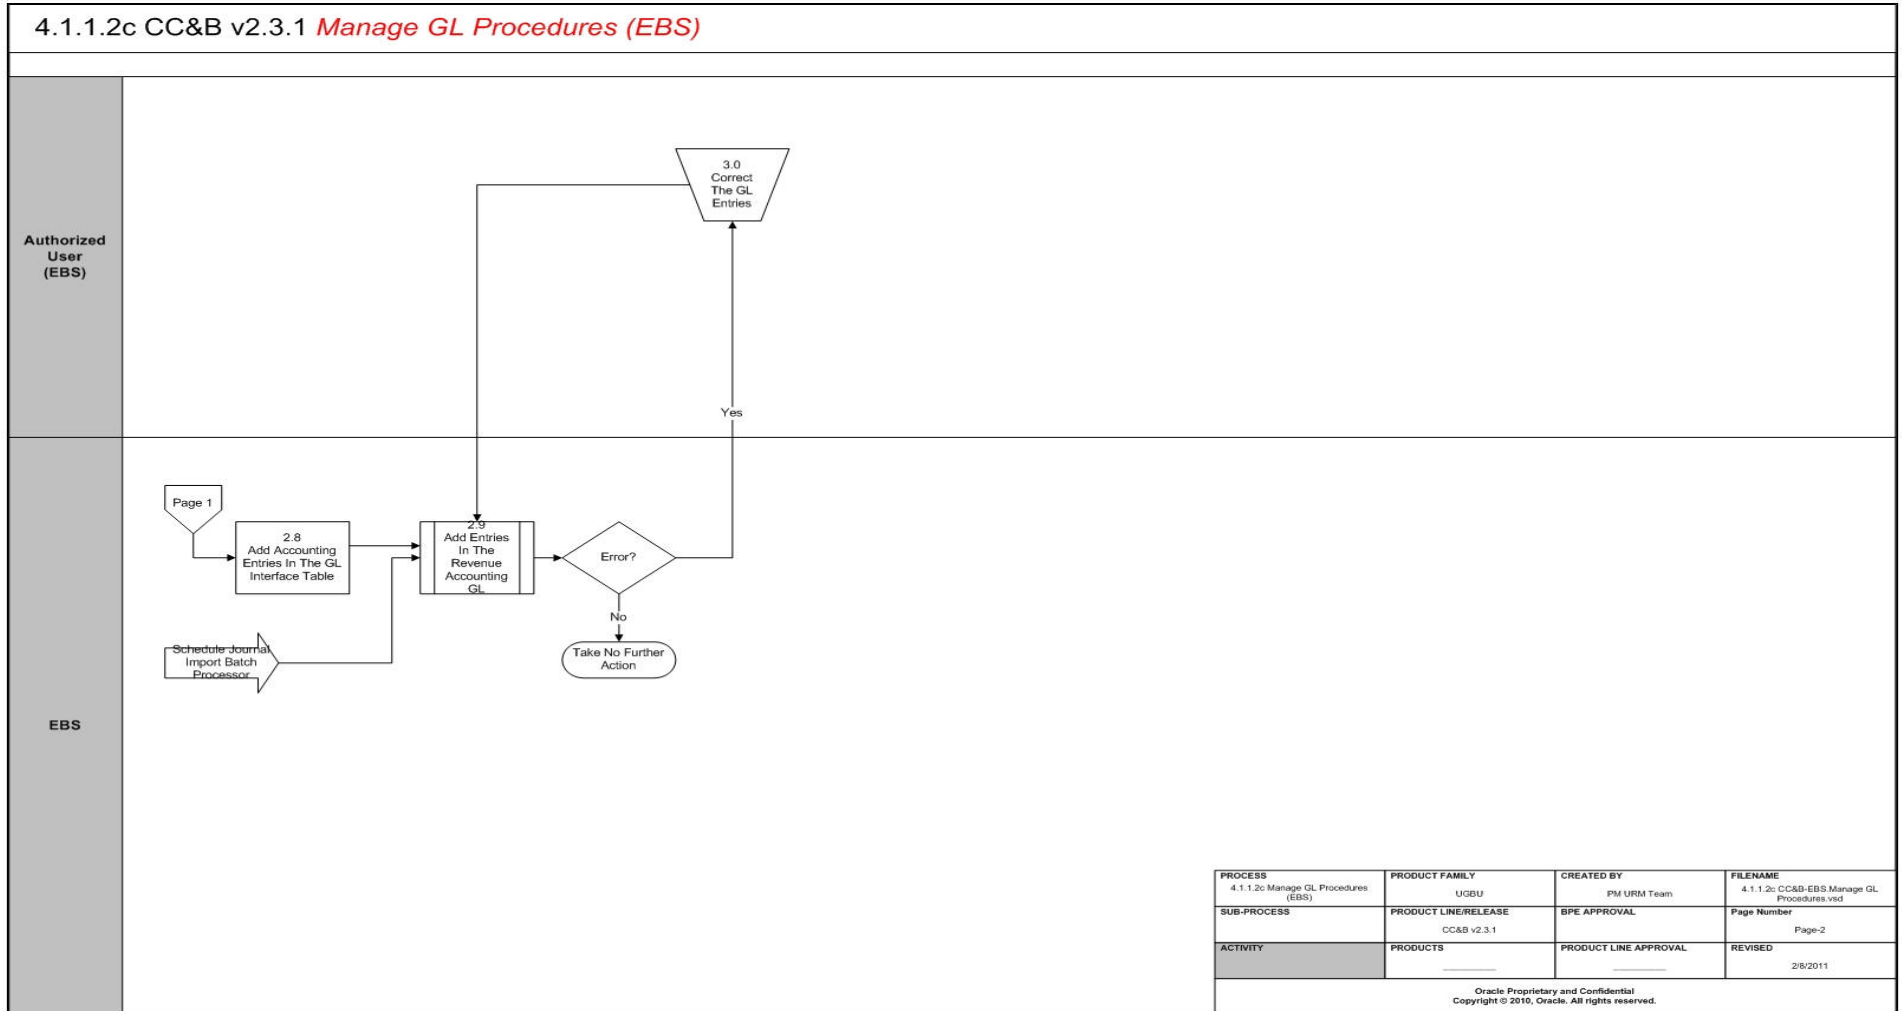 4.1.1.2c CC&B v2.3.1 Manage GL Procedures (EBS)
Authorized
User
(EBS)
3.0
Correct
The GL
Entries
Yes
EBS
Page 1
2.8
Add Accounting
Entries In The GL
Interface Table
2.9
Add Entries
In The
Revenue
Accounting
GL
Error?
No
Take No Further
Action
Schedule Journal
Import Batch
Processor
PROCESS
4.1.1.2c Manage GL Procedures
(EBS)
PRODUCT FAMILY
UGBU
CREATED BY
PM URM Team
FILENAME
4.1.1.2c CC&B-EBS.Manage GL
Procedures.vsd
SUB-PROCESS
PRODUCT LINE/RELEASE
CC&B v2.3.1
BPE APPROVAL
Page Number
Page-2
ACTIVITY
PRODUCTS
PRODUCT LINE APPROVAL
REVISED
2/8/2011
Oracle Proprietary and Confidential
Copyright © 2010, Oracle. All rights reserved.